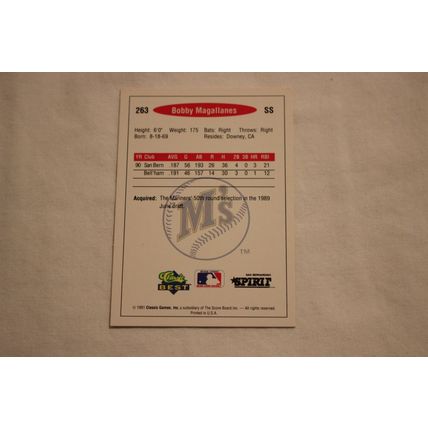 263 Bobby Magallanes SS
Height: 6'0" Weight: 175 Bats: Right Throws: Right
Born: 8-18-69 Resides: Downey, CA
YR Club AVG G AB R H 2B 3B HR RBI
90 San Bern .187 56 193 26 36 4 0 3 21
Bell'ham .191 46 157 14 30 3 0 1 12
Acquired: The Mariners' 50th round selection in the 1989
June draft.
M's
TM
Classic
BEST
SAN BERNARDINO
SPIRIT
© 1991 Classic Games, Inc. a subsidiary of The Score Board Inc. — All rights reserved
Printed in U.S.A.